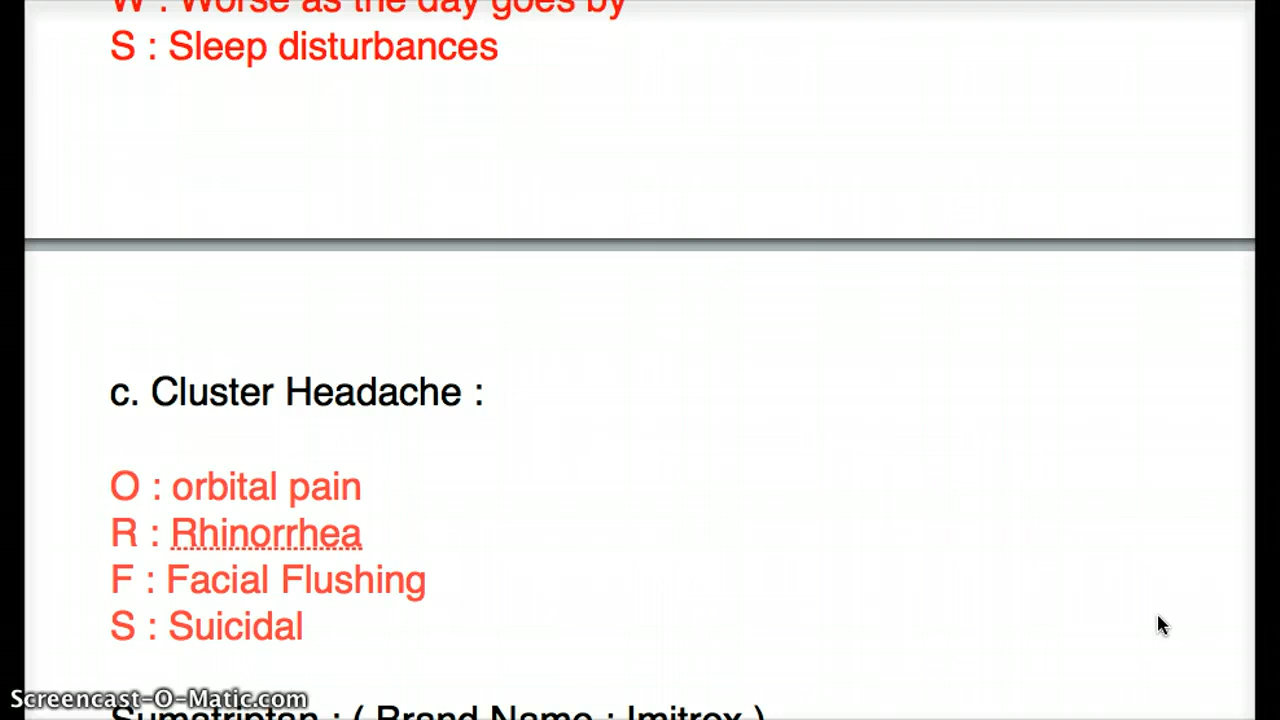 W : Worse as the day goes by
S : Sleep disturbances
c. Cluster Headache :
O : orbital pain
R : Rhinorrhea
F : Facial Flushing
S : Suicidal
Sumatriptan : ( Brand Name : Imitrex )
Screencast-O-Matic.com